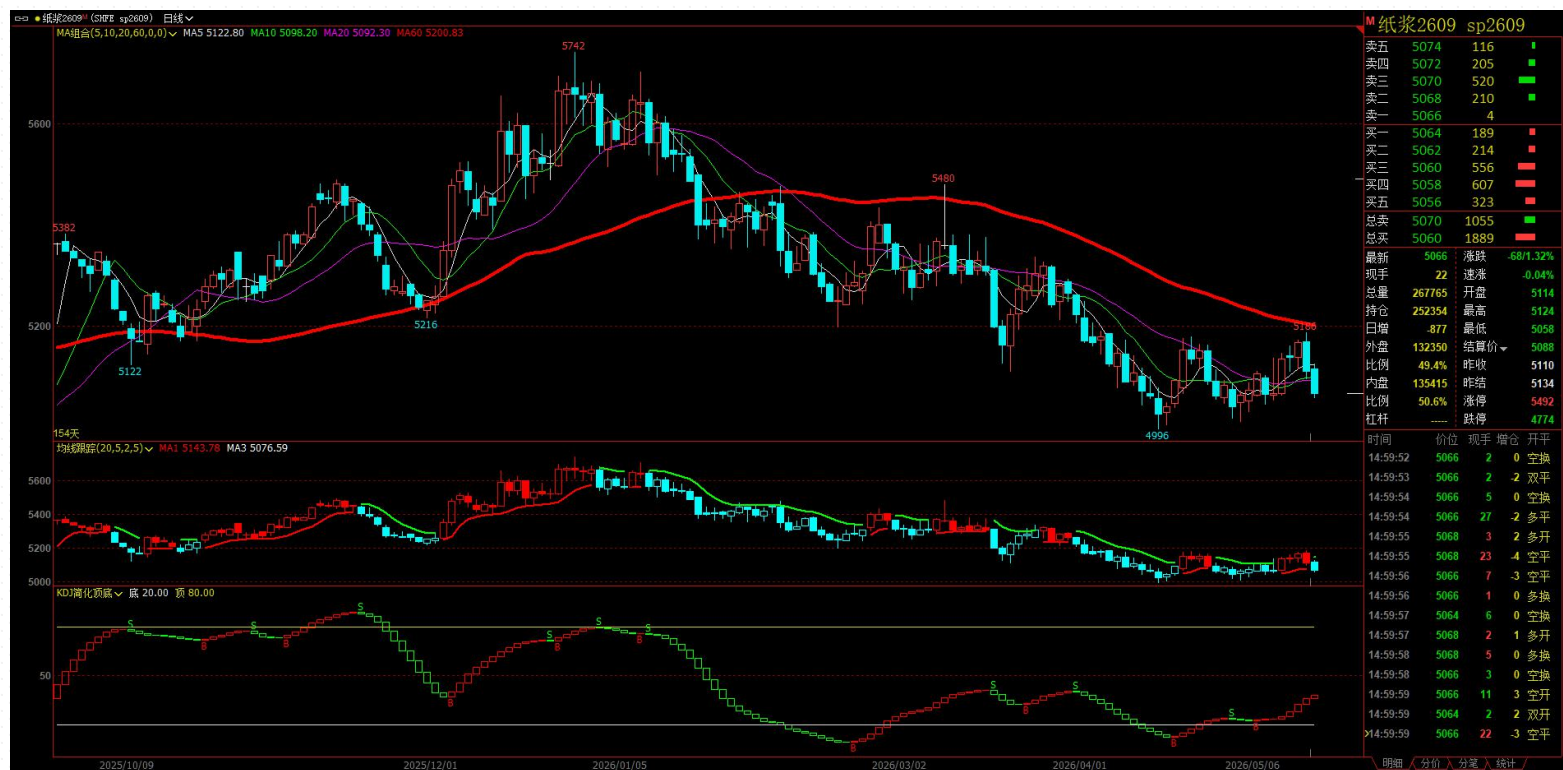 纸浆2609M (SHFE sp2609) 日线
MA组合(5,10,20,60,0,0) MA5 5122.80 MA10 5098.20 MA20 5092.30 MA60 5200.83
5742
5600
5480
5382
5200
5186
5216
5122
4996
154天
均线跟踪(20,5,2,5) MA1 5143.78 MA3 5076.59
5600
5400
5200
5000
KDJ简化顶底 底 20.00 顶 80.00
S
S
S
S
S
S
S
S
S
B
B
B
B
B
B
B
B
B
50
2025/10/09 2025/12/01 2026/01/05 2026/03/02 2026/04/01 2026/05/06
M 纸浆2609 sp2609
卖五 5074 116
卖四 5072 205
卖三 5070 520
卖二 5068 210
卖一 5066 4
买一 5064 189
买二 5062 214
买三 5060 556
买四 5058 607
买五 5056 323
总卖 5070 1055
总买 5060 1889
最新 5066 涨跌 -68/1.32%
现手 22 速涨 -0.04%
总量 267765 开盘 5114
持仓 252354 最高 5124
日增 -877 最低 5058
外盘 132350 结算价 5088
比例 49.4% 昨收 5110
内盘 135415 昨结 5134
比例 50.6% 涨停 5492
杠杆 ----- 跌停 4774
时间 价位 现手 增仓 开平
14:59:52 5066 2 0 空换
14:59:53 5066 2 -2 双平
14:59:54 5066 5 0 空换
14:59:54 5066 27 -2 多平
14:59:55 5068 3 2 多开
14:59:55 5068 23 -4 空平
14:59:56 5066 7 -3 空平
14:59:56 5066 1 0 多换
14:59:57 5064 6 0 空换
14:59:57 5068 2 1 多开
14:59:58 5068 5 0 多换
14:59:58 5066 3 0 空换
14:59:59 5066 11 3 空开
14:59:59 5064 2 2 双开
14:59:59 5066 22 -3 空平
明细 分价 分笔 统计